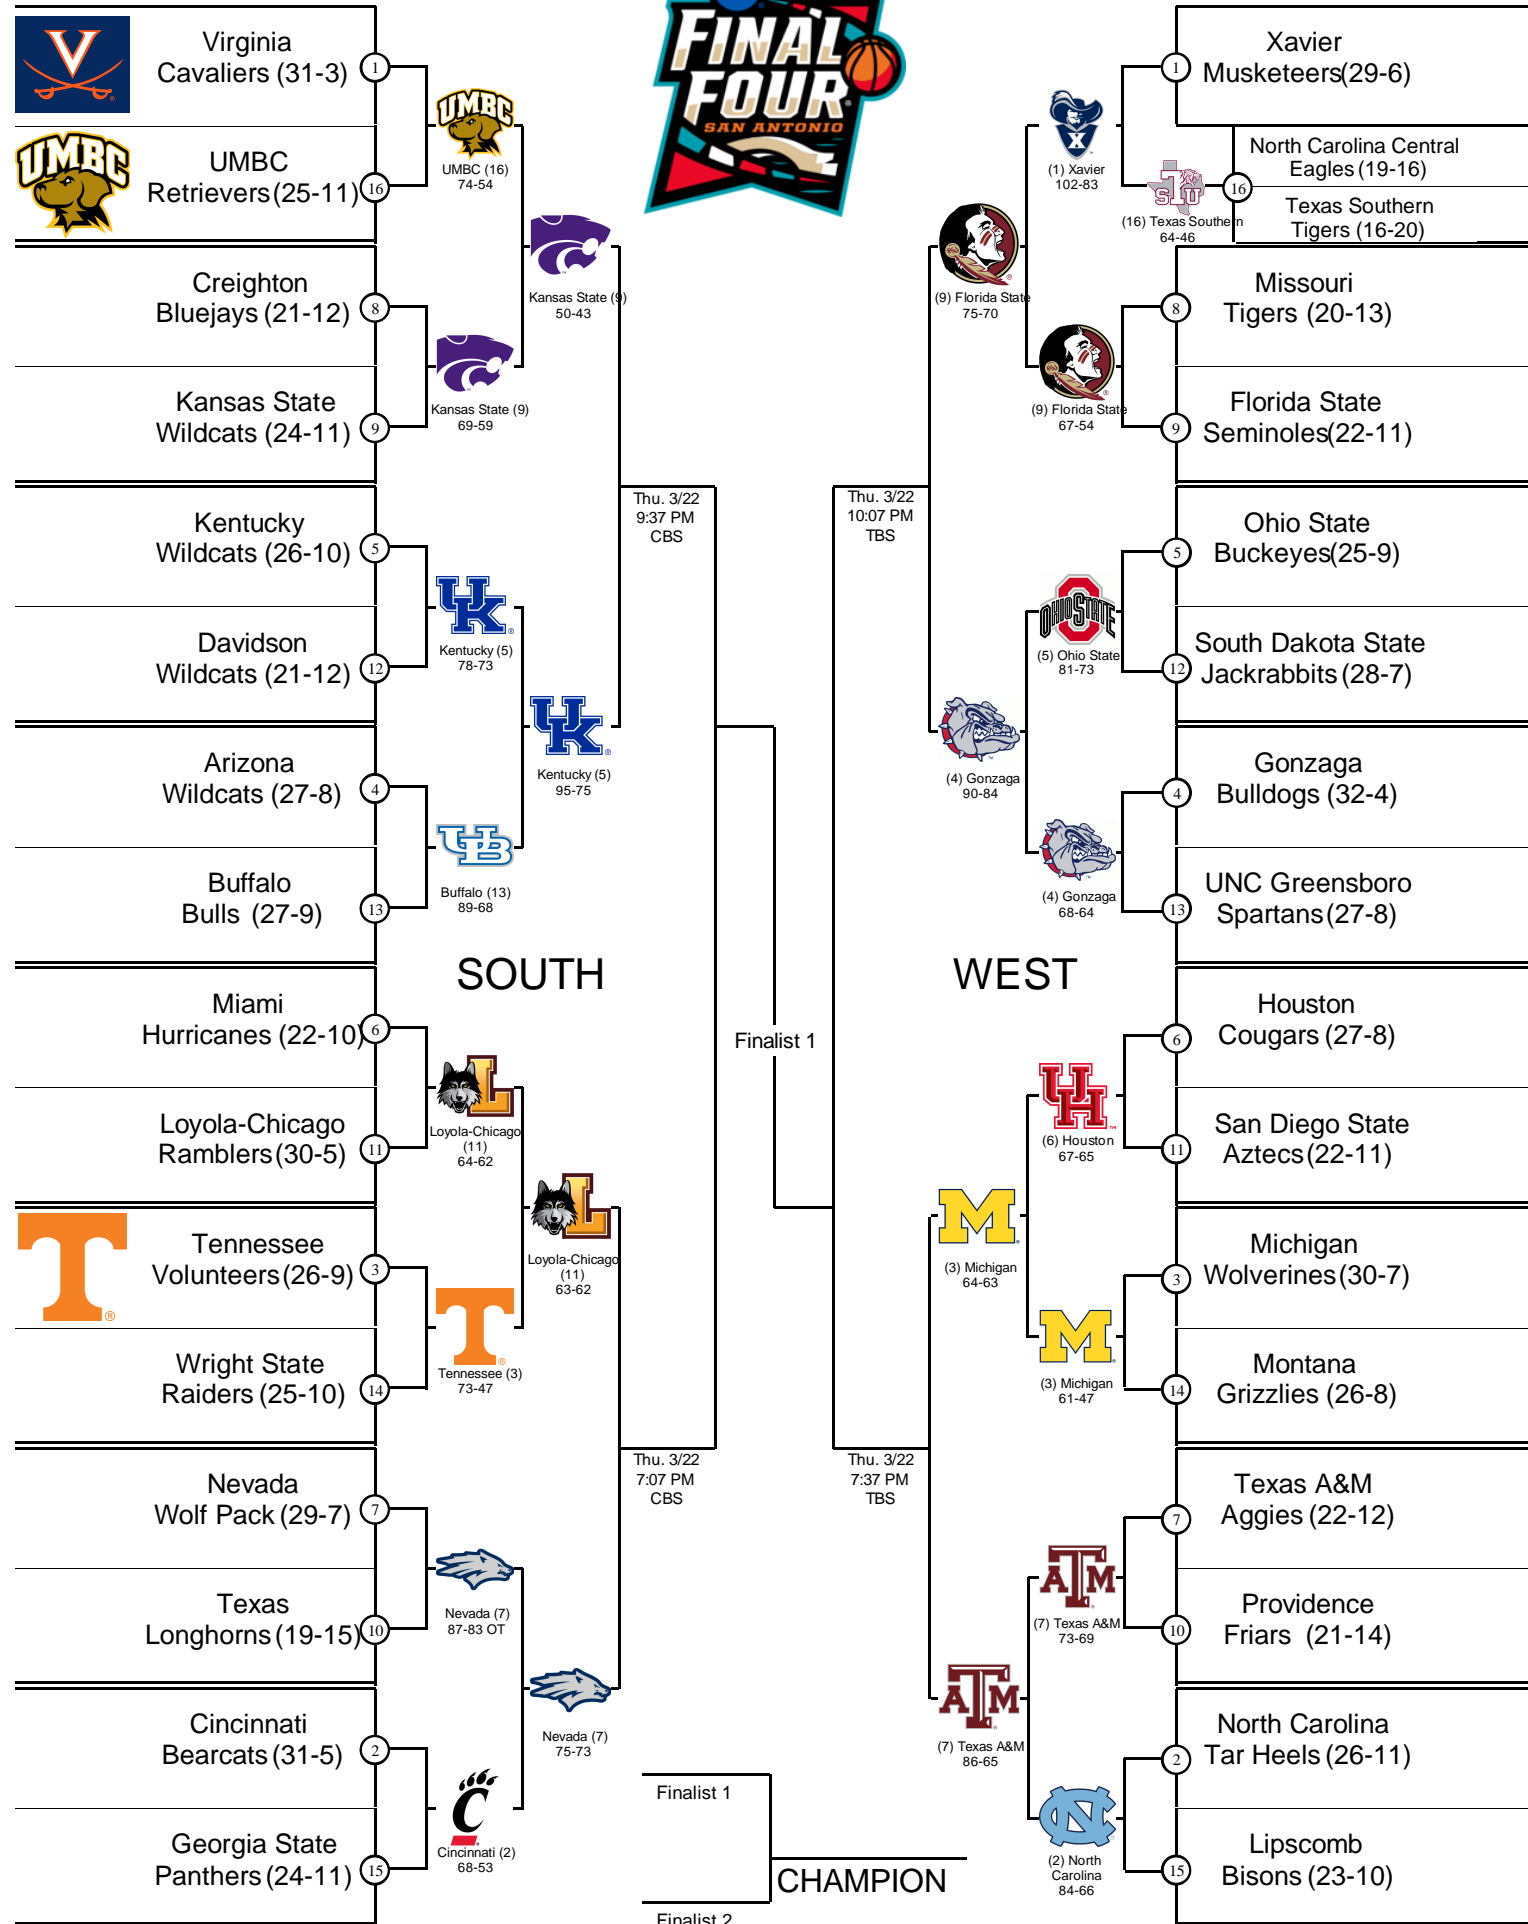 FINAL
FOUR
SAN ANTONIO
Virginia
Cavaliers (31-3)
1
UMBC
UMBC
Retrievers (25-11)
16
UMBC
UMBC (16)
74-54
Creighton
Bluejays (21-12)
8
Kansas State
Wildcats (24-11)
9
Kansas State (9)
69-59
Kansas State (9)
50-43
Kentucky
Wildcats (26-10)
5
Davidson
Wildcats (21-12)
12
UK
Kentucky (5)
78-73
Arizona
Wildcats (27-8)
4
Buffalo
Bulls (27-9)
13
UB
Buffalo (13)
89-68
UK
Kentucky (5)
95-75
Thu. 3/22
9:37 PM
CBS
SOUTH
Miami
Hurricanes (22-10)
6
Loyola-Chicago
Ramblers (30-5)
11
L
Loyola-Chicago
(11)
64-62
T
Tennessee
Volunteers (26-9)
3
Wright State
Raiders (25-10)
14
T
Tennessee (3)
73-47
L
Loyola-Chicago
(11)
63-62
Nevada
Wolf Pack (29-7)
7
Texas
Longhorns (19-15)
10
Nevada (7)
87-83 OT
Cincinnati
Bearcats (31-5)
2
Georgia State
Panthers (24-11)
15
C
Cincinnati (2)
68-53
Nevada (7)
75-73
Thu. 3/22
7:07 PM
CBS
Finalist 1
Xavier
Musketeers(29-6)
1
North Carolina Central
Eagles (19-16)
16
Texas Southern
Tigers (16-20)
TSU
(16) Texas Southern
64-46
X
(1) Xavier
102-83
Missouri
Tigers (20-13)
8
Florida State
Seminoles(22-11)
9
(9) Florida State
67-54
(9) Florida State
75-70
Ohio State
Buckeyes(25-9)
5
South Dakota State
Jackrabbits (28-7)
12
OHIO STATE
(5) Ohio State
81-73
Gonzaga
Bulldogs (32-4)
4
UNC Greensboro
Spartans (27-8)
13
(4) Gonzaga
68-64
(4) Gonzaga
90-84
Thu. 3/22
10:07 PM
TBS
WEST
Houston
Cougars (27-8)
6
San Diego State
Aztecs (22-11)
11
UH
(6) Houston
67-65
Michigan
Wolverines (30-7)
3
Montana
Grizzlies (26-8)
14
M
(3) Michigan
61-47
M
(3) Michigan
64-63
Texas A&M
Aggies (22-12)
7
Providence
Friars (21-14)
10
ATM
(7) Texas A&M
73-69
North Carolina
Tar Heels (26-11)
2
Lipscomb
Bisons (23-10)
15
NC
(2) North
Carolina
84-66
ATM
(7) Texas A&M
86-65
Thu. 3/22
7:37 PM
TBS
Finalist 1
CHAMPION
Finalist 2